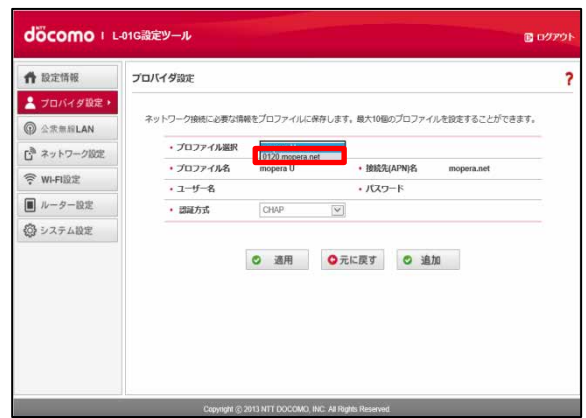 NTT
docomo | L-01G設定ツール
ログアウト
設定情報
プロバイダ設定
公衆無線LAN
ネットワーク設定
Wi-Fi設定
ルーター設定
システム設定
プロバイダ設定
?
ネットワーク接続に必要な情報をプロファイルに保存します。最大10個のプロファイルを設定することができます。
・プロファイル選択
0120.mopera.net
・プロファイル名 mopera U ・接続先(APN)名 mopera.net
・ユーザー名 ・パスワード
・認証方式 CHAP
適用 元に戻す 追加
Copyright © 2013 NTT DOCOMO, INC. All Rights Reserved